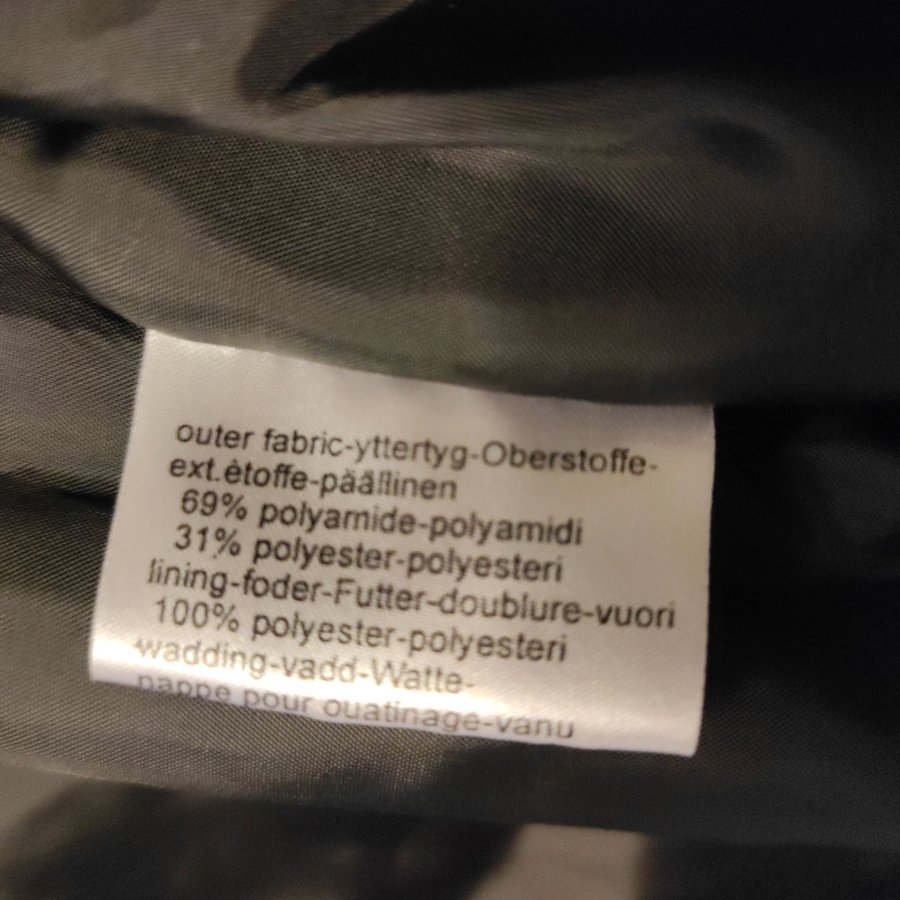 outer fabric-yttertyg-Oberstoffe-
ext.ètoffe-päällinen
69% polyamide-polyamidi
31% polyester-polyesteri
lining-foder-Futter-doublure-vuori
100% polyester-polyesteri
wadding-vadd-Watte-
nappe pour ouatinage-vanu